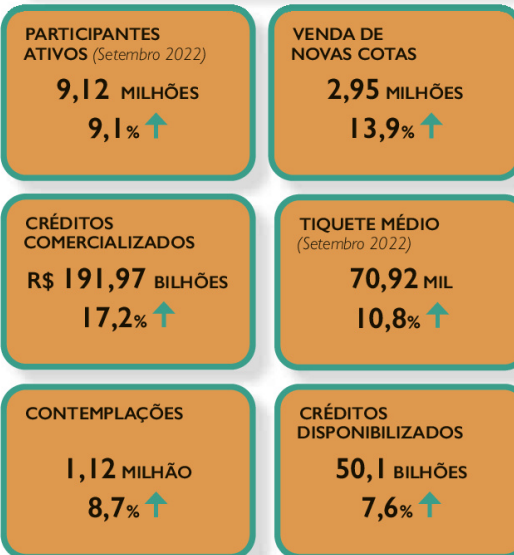 PARTICIPANTES
ATIVOS (Setembro 2022)
9,12 MILHÕES
9,1%
VENDA DE
NOVAS COTAS
2,95 MILHÕES
13,9%
CRÉDITOS
COMERCIALIZADOS
R$ 191,97 BILHÕES
17,2%
TIQUETE MÉDIO
(Setembro 2022)
70,92 MIL
10,8%
CONTEMPLAÇÕES
1,12 MILHÃO
8,7%
CRÉDITOS
DISPONIBILIZADOS
50,1 BILHÕES
7,6%